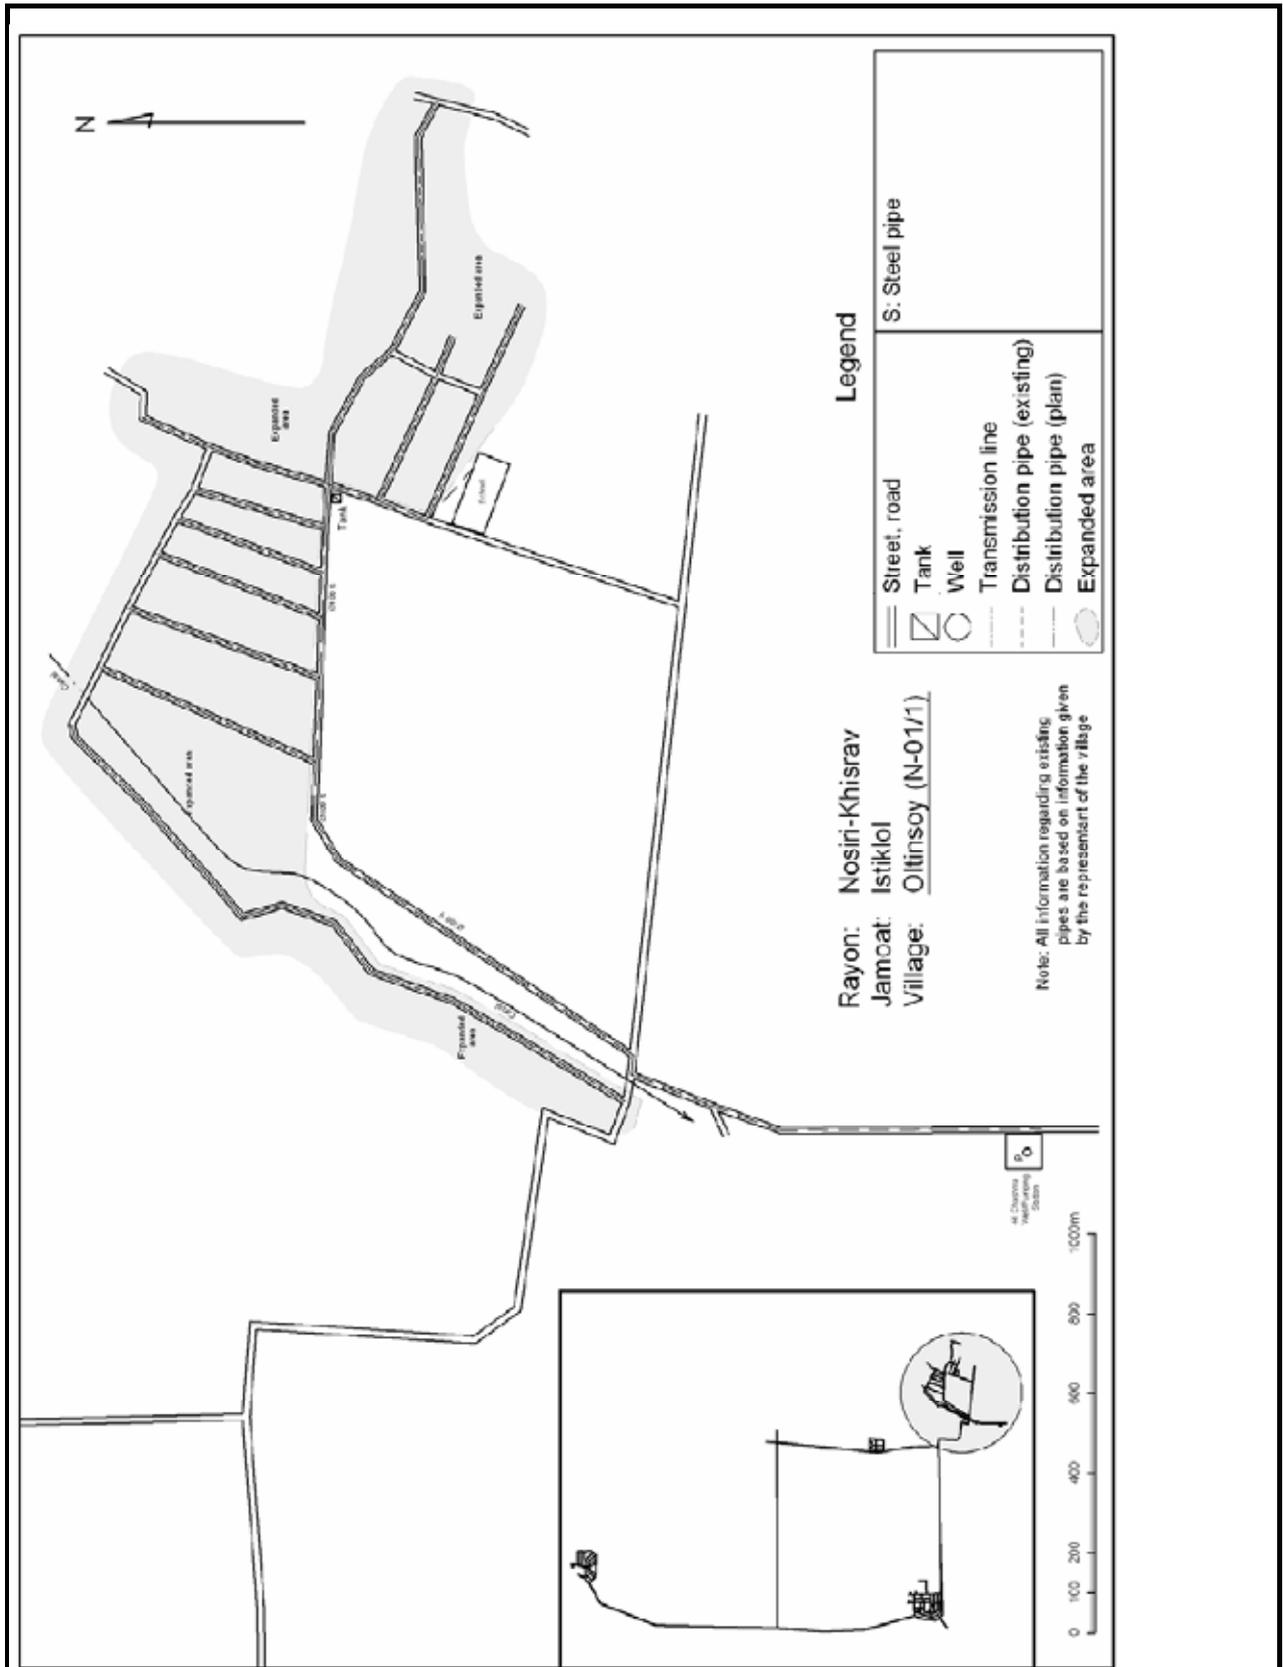 N
Expanded area
Expanded
area
Tank
School
Canal
Expanded
area
Legend
Street, road
Tank
Well
Transmission line
Distribution pipe (existing)
Distribution pipe (plan)
Expanded area
S: Steel pipe
Rayon: Nosiri-Khisrav
Jamoat: Istiklol
Village: Oltinsoy (N-01/1)
Note: All information regarding existing
pipes are based on information given
by the representant of the village
Station
0 100 200 400 600 800 1000m